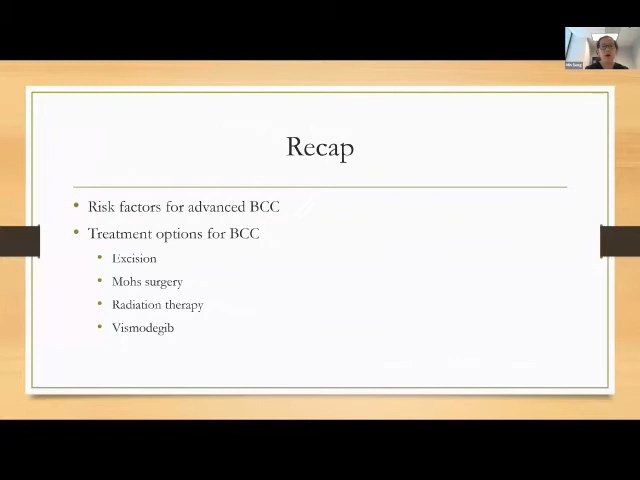 Recap
• Risk factors for advanced BCC
• Treatment options for BCC
• Excision
• Mohs surgery
• Radiation therapy
• Vismodegib